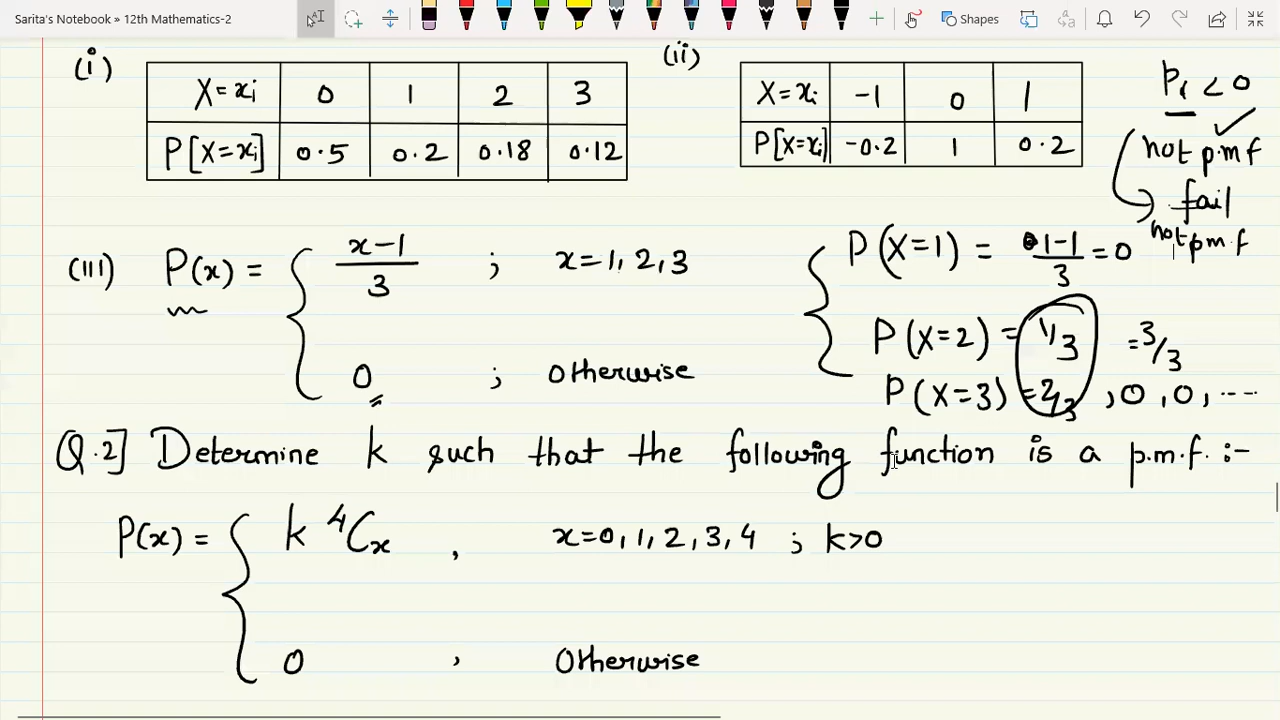 Sarita's Notebook » 12th Mathematics-2
Shapes
(i)
X=xi 0 1 2 3
P[X=xi] 0.5 0.2 0.18 0.12
(ii)
X=xi -1 0 1
P[X=xi] -0.2 1 0.2
P1 < 0
not p.m.f
fail
not p.m.f
(iii) P(x) = { x-1/3 ; x=1, 2, 3
0 ; otherwise
P(X=1) = 1-1/3 = 0
P(X=2) = 1/3 = 3/3
P(X=3) = 2/3 , 0 , 0 , ----
Q.2] Determine k such that the following function is a p.m.f. :-
P(x) = { k ⁴Cx , x=0, 1, 2, 3, 4 ; k>0
0 , Otherwise